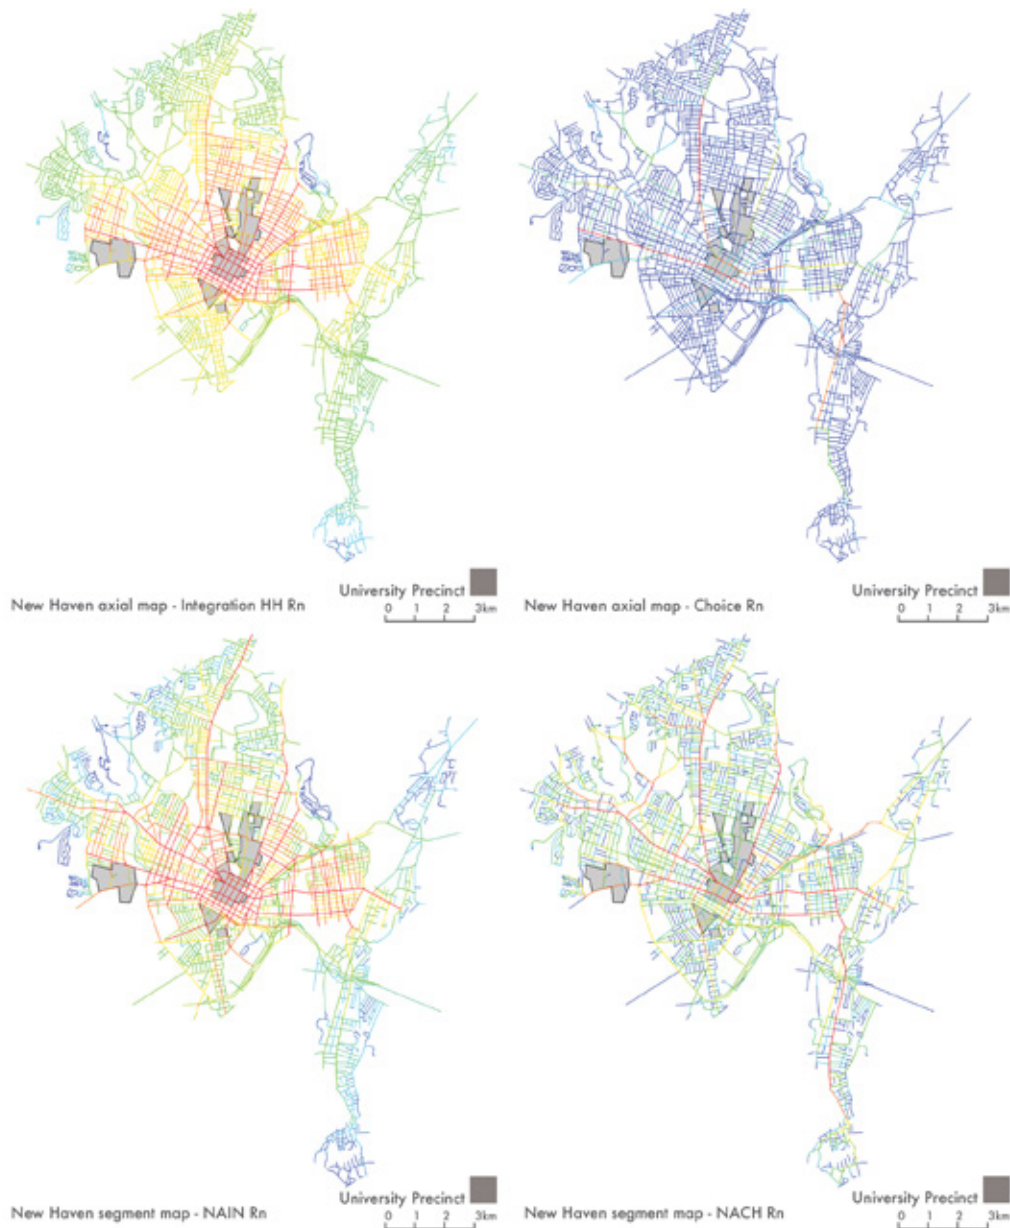 University Precinct
New Haven axial map - Integration HH Rn
0 1 2 3km
University Precinct
New Haven axial map - Choice Rn
0 1 2 3km
University Precinct
New Haven segment map - NAIN Rn
0 1 2 3km
University Precinct
New Haven segment map - NACH Rn
0 1 2 3km